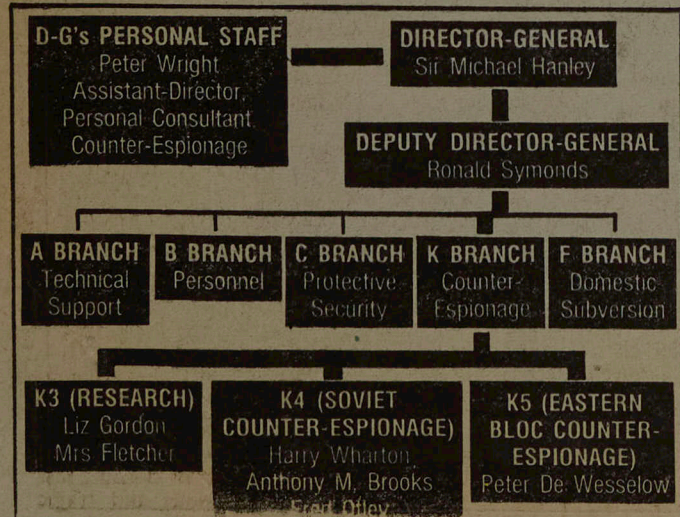 D-G's PERSONAL STAFF
Peter Wright
Assistant-Director,
Personal Consultant
Counter-Espionage
DIRECTOR-GENERAL
Sir Michael Hanley
DEPUTY DIRECTOR-GENERAL
Ronald Symonds
A BRANCH
Technical
Support
B BRANCH
Personnel
C BRANCH
Protective
Security
K BRANCH
Counter-
Espionage
F BRANCH
Domestic
Subversion
K3 (RESEARCH)
Liz Gordon
Mrs Fletcher
K4 (SOVIET
COUNTER-ESPIONAGE)
Harry Wharton
Anthony M. Brooks
Fred Otley
K5 (EASTERN
BLOC COUNTER-
ESPIONAGE)
Peter De Wesselow